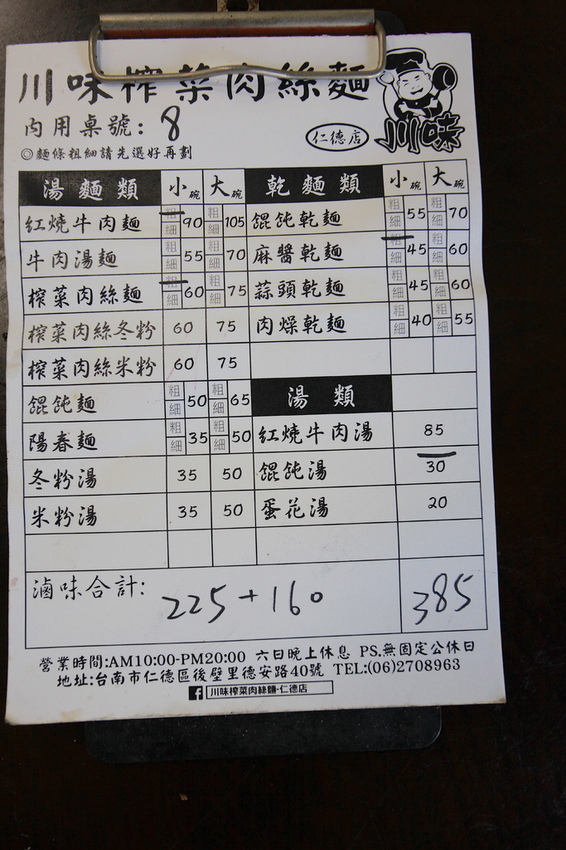 川味榨菜肉絲麵
內用桌號: 8
仁德店
川味
◎麵條粗細請先選好再劃
湯麵類 小碗 大碗 乾麵類 小碗 大碗
紅燒牛肉麵 粗 細 90 粗 細 105 餛飩乾麵 粗 細 55 粗 細 70
牛肉湯麵 粗 細 55 粗 細 70 麻醬乾麵 粗 細 45 粗 細 60
榨菜肉絲麵 粗 細 60 粗 細 75 蒜頭乾麵 粗 細 45 粗 細 60
榨菜肉絲冬粉 60 75 肉燥乾麵 粗 細 40 粗 細 55
榨菜肉絲米粉 60 75
餛飩麵 粗 細 50 粗 細 65 湯類
陽春麵 粗 細 35 粗 細 50 紅燒牛肉湯 85
冬粉湯 35 50 餛飩湯 30
米粉湯 35 50 蛋花湯 20
滷味合計: 225+160 385
營業時間:AM10:00-PM20:00 六日晚上休息 PS.無固定公休日
地址:台南市仁德區後壁里德安路40號 TEL:(06)2708963
川味榨菜肉絲麵-仁德店